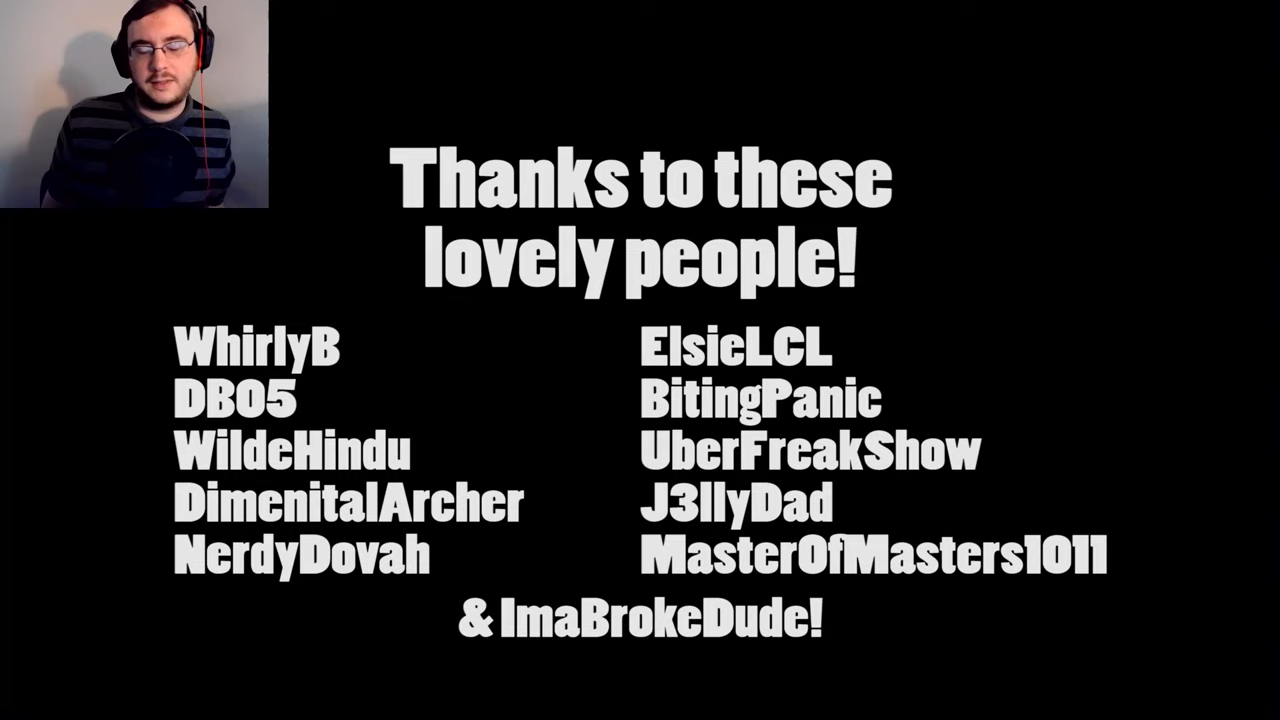 Thanks to these
lovely people!
WhirlyB
DB05
WildeHindu
DimenitalArcher
NerdyDovah
ElsieLCL
BitingPanic
UberFreakShow
J3llyDad
MasterOfMasters1011
& ImaBrokeDude!